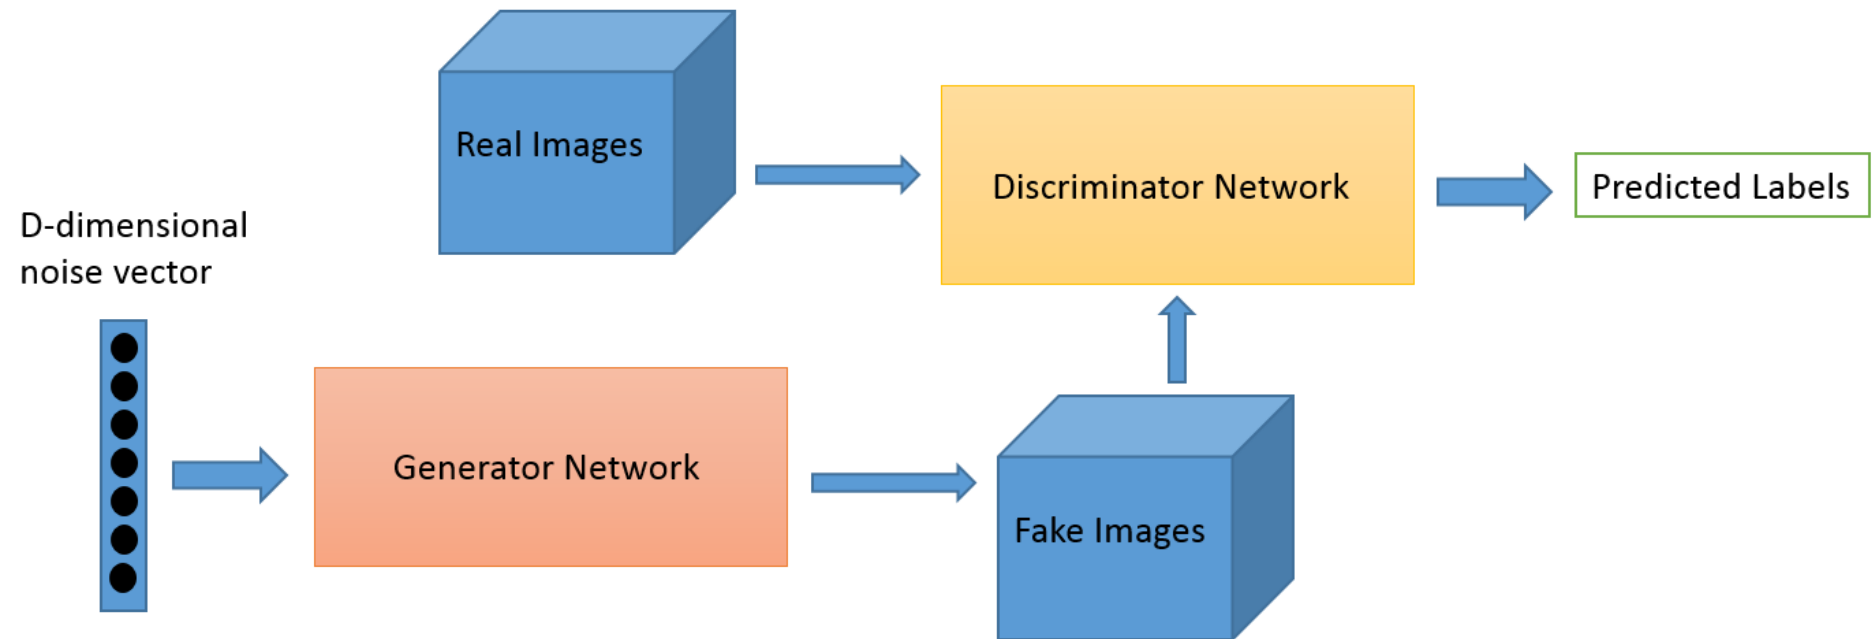 Real Images
Discriminator Network
Predicted Labels
D-dimensional
noise vector
Generator Network
Fake Images